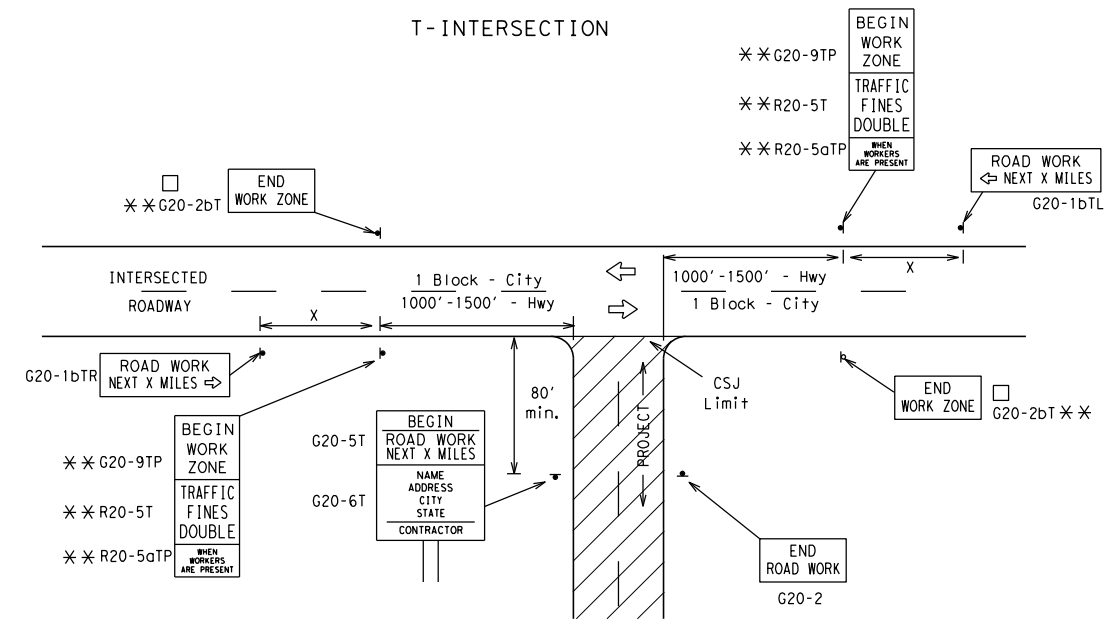 T-INTERSECTION
BEGIN
WORK
ZONE
TRAFFIC
FINES
DOUBLE
WHEN
WORKERS
ARE PRESENT
✳✳G20-9TP
✳✳R20-5T
✳✳R20-5aTP
ROAD WORK
⇦ NEXT X MILES
G20-1bTL
END
WORK ZONE
□
✳✳G20-2bT
INTERSECTED
ROADWAY
1 Block - City
1000'-1500' - Hwy
1000'-1500' - Hwy
1 Block - City
X
X
G20-1bTR
ROAD WORK
NEXT X MILES ⇨
BEGIN
WORK
ZONE
TRAFFIC
FINES
DOUBLE
WHEN
WORKERS
ARE PRESENT
✳✳G20-9TP
✳✳R20-5T
✳✳R20-5aTP
G20-5T
G20-6T
BEGIN
ROAD WORK
NEXT X MILES
NAME
ADDRESS
CITY
STATE
CONTRACTOR
80'
min.
PROJECT
CSJ
Limit
END
WORK ZONE
□
G20-2bT✳✳
END
ROAD WORK
G20-2